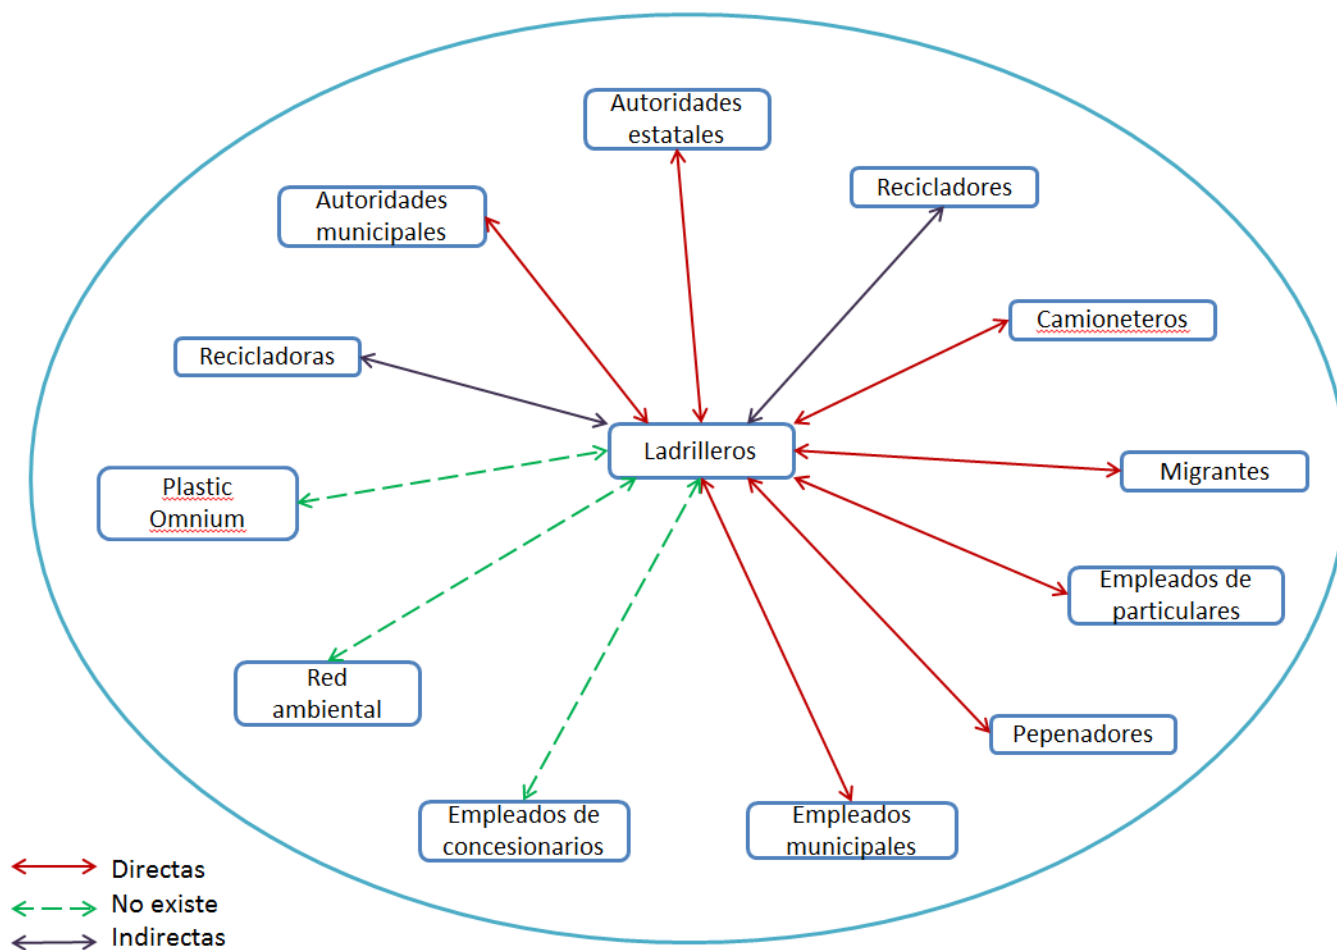 Autoridades
estatales
Recicladores
Autoridades
municipales
Camioneteros
Recicladoras
Ladrilleros
Migrantes
Plastic
Omnium
Empleados de
particulares
Red
ambiental
Pepenadores
Empleados de
concesionarios
Empleados
municipales
Directas
No existe
Indirectas